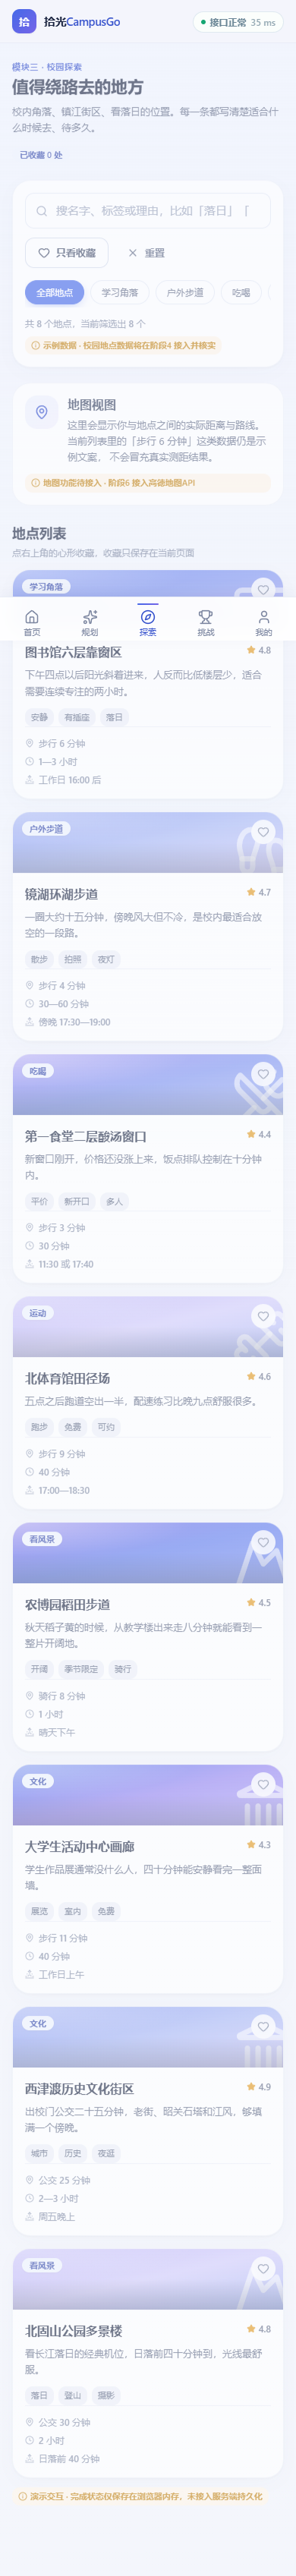 拾 拾光CampusGo 接口正常 35 ms
模块三 · 校园探索
值得绕路去的地方
校内角落、镇江街区、看落日的位置。每一条都写清楚适合什
么时候去、待多久。
已收藏 0 处
搜名字、标签或理由，比如「落日」「
只看收藏 重置
全部地点 学习角落 户外步道 吃喝
共 8 个地点，当前筛选出 8 个
示例数据 · 校园地点数据将在阶段4 接入并核实
地图视图
这里会显示你与地点之间的实际距离与路线。
当前列表里的「步行 6 分钟」这类数据仍是示
例文案，不会冒充真实测距结果。
地图功能待接入 · 阶段6 接入高德地图API
地点列表
点右上角的心形收藏，收藏只保存在当前页面
学习角落
首页 规划 探索 挑战 我的
图书馆六层靠窗区 4.8
下午四点以后阳光斜着进来，人反而比低楼层少，适合
需要连续专注的两小时。
安静 有插座 落日
步行 6 分钟
1—3 小时
工作日 16:00 后
户外步道
镜湖环湖步道 4.7
一圈大约十五分钟，傍晚风大但不冷，是校内最适合放
空的一段路。
散步 拍照 夜灯
步行 4 分钟
30—60 分钟
傍晚 17:30—19:00
吃喝
第一食堂二层酸汤窗口 4.4
新窗口刚开，价格还没涨上来，饭点排队控制在十分钟
内。
平价 新开口 多人
步行 3 分钟
30 分钟
11:30 或 17:40
运动
北体育馆田径场 4.6
五点之后跑道空出一半，配速练习比晚九点舒服很多。
跑步 免费 可约
步行 9 分钟
40 分钟
17:00—18:30
看风景
农博园稻田步道 4.5
秋天稻子黄的时候，从教学楼出来走八分钟就能看到一
整片开阔地。
开阔 季节限定 骑行
骑行 8 分钟
1 小时
晴天下午
文化
大学生活动中心画廊 4.3
学生作品展通常没什么人，四十分钟能安静看完一整面
墙。
展览 室内 免费
步行 11 分钟
40 分钟
工作日上午
文化
西津渡历史文化街区 4.9
出校门公交二十五分钟，老街、昭关石塔和江风，够填
满一个傍晚。
城市 历史 夜逛
公交 25 分钟
2—3 小时
周五晚上
看风景
北固山公园多景楼 4.8
看长江落日的经典机位，日落前四十分钟到，光线最舒
服。
落日 登山 摄影
公交 30 分钟
2 小时
日落前 40 分钟
演示交互 · 完成状态仅保存在浏览器内存，未接入服务端持久化